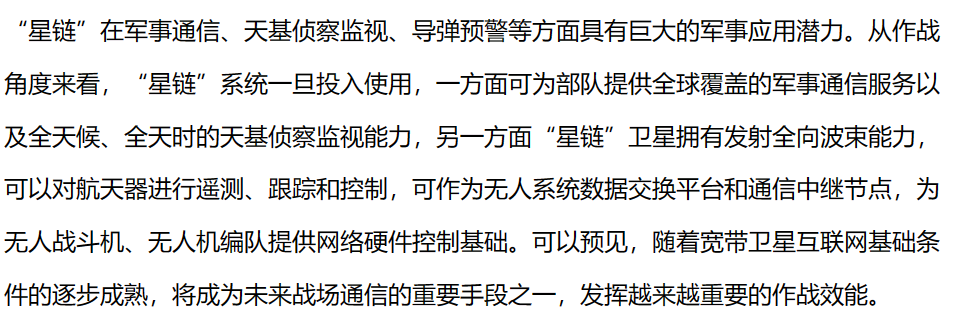 “星链”在军事通信、天基侦察监视、导弹预警等方面具有巨大的军事应用潜力。从作战
角度来看，“星链”系统一旦投入使用，一方面可为部队提供全球覆盖的军事通信服务以
及全天候、全天时的天基侦察监视能力，另一方面“星链”卫星拥有发射全向波束能力，
可以对航天器进行遥测、跟踪和控制，可作为无人系统数据交换平台和通信中继节点，为
无人战斗机、无人机编队提供网络硬件控制基础。可以预见，随着宽带卫星互联网基础条
件的逐步成熟，将成为未来战场通信的重要手段之一，发挥越来越重要的作战效能。